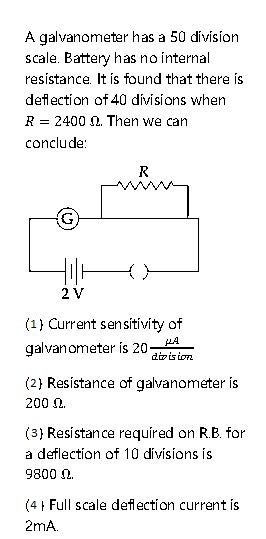 A galvanometer has a 50 division
scale. Battery has no internal
resistance. It is found that there is
deflection of 40 divisions when
R = 2400 Ω. Then we can
conclude:
R
G
2 V
(1) Current sensitivity of
galvanometer is 20 μA/division
(2) Resistance of galvanometer is
200 Ω.
(3) Resistance required on R.B. for
a deflection of 10 divisions is
9800 Ω.
(4) Full scale deflection current is
2mA.